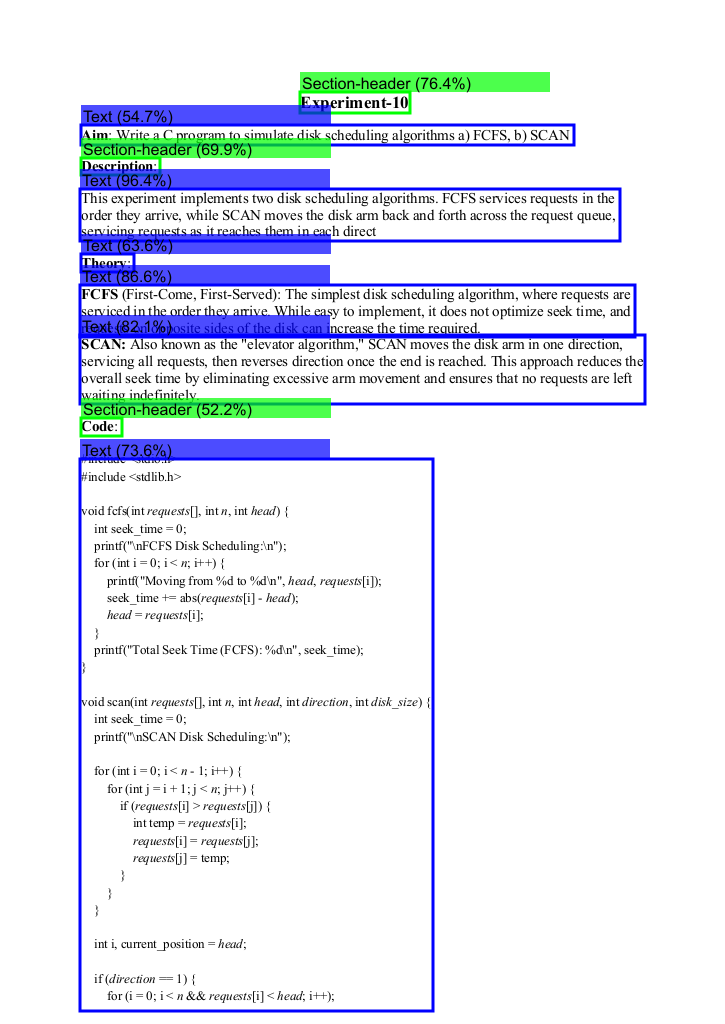 Section-header (76.4%)
Experiment-10
Text (54.7%)
Aim: Write a C program to simulate disk scheduling algorithms a) FCFS, b) SCAN
Section-header (69.9%)
Description:
Text (96.4%)
This experiment implements two disk scheduling algorithms. FCFS services requests in the
order they arrive, while SCAN moves the disk arm back and forth across the request queue,
servicing requests as it reaches them in each direct
Text (63.6%)
Theory:
Text (86.6%)
FCFS (First-Come, First-Served): The simplest disk scheduling algorithm, where requests are
serviced in the order they arrive. While easy to implement, it does not optimize seek time, and
requests on opposite sides of the disk can increase the time required.
Text (82.1%)
SCAN: Also known as the "elevator algorithm," SCAN moves the disk arm in one direction,
servicing all requests, then reverses direction once the end is reached. This approach reduces the
overall seek time by eliminating excessive arm movement and ensures that no requests are left
waiting indefinitely.
Section-header (52.2%)
Code:
Text (73.6%)
#include <stdio.h>
#include <stdlib.h>
void fcfs(int requests[], int n, int head) {
int seek_time = 0;
printf("\nFCFS Disk Scheduling:\n");
for (int i = 0; i < n; i++) {
printf("Moving from %d to %d\n", head, requests[i]);
seek_time += abs(requests[i] - head);
head = requests[i];
}
printf("Total Seek Time (FCFS): %d\n", seek_time);
}
void scan(int requests[], int n, int head, int direction, int disk_size) {
int seek_time = 0;
printf("\nSCAN Disk Scheduling:\n");
for (int i = 0; i < n - 1; i++) {
for (int j = i + 1; j < n; j++) {
if (requests[i] > requests[j]) {
int temp = requests[i];
requests[i] = requests[j];
requests[j] = temp;
}
}
}
int i, current_position = head;
if (direction == 1) {
for (i = 0; i < n && requests[i] < head; i++);